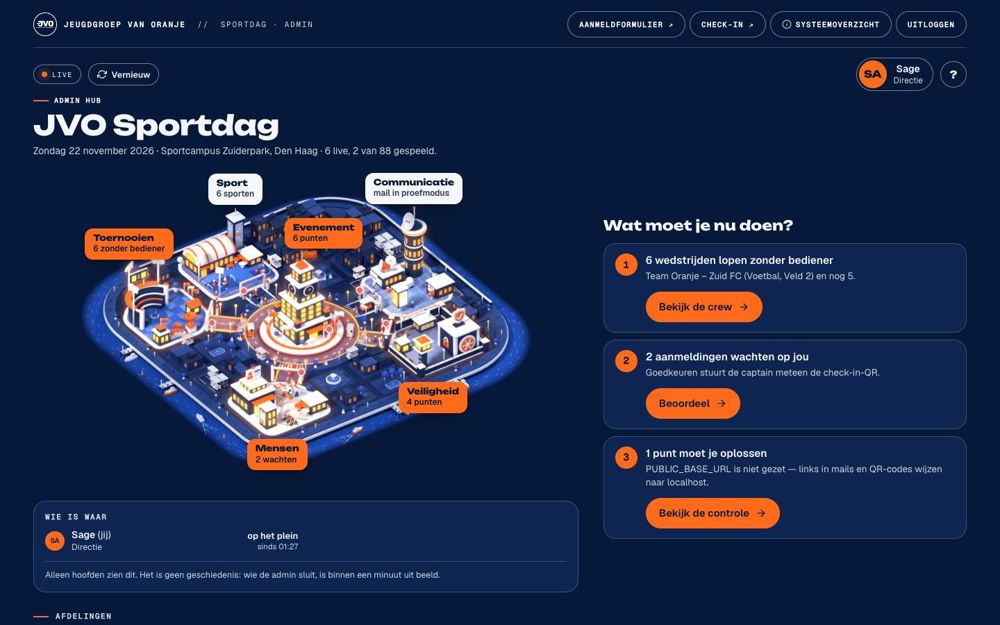 JVO JEUGDGROEP VAN ORANJE // SPORTDAG · ADMIN
AANMELDFORMULIER ↗
CHECK-IN ↗
SYSTEEMOVERZICHT
UITLOGGEN
LIVE
Vernieuw
SA
Sage
Directie
?
ADMIN HUB
JVO Sportdag
Zondag 22 november 2026 · Sportcampus Zuiderpark, Den Haag · 6 live, 2 van 88 gespeeld.
Sport
6 sporten
Communicatie
mail in proefmodus
Toernooien
6 zonder bediener
Evenement
6 punten
Veiligheid
4 punten
Mensen
2 wachten
Wat moet je nu doen?
1
6 wedstrijden lopen zonder bediener
Team Oranje – Zuid FC (Voetbal, Veld 2) en nog 5.
Bekijk de crew →
2
2 aanmeldingen wachten op jou
Goedkeuren stuurt de captain meteen de check-in-QR.
Beoordeel →
3
1 punt moet je oplossen
PUBLIC_BASE_URL is niet gezet — links in mails en QR-codes wijzen
naar localhost.
Bekijk de controle →
WIE IS WAAR
SA
Sage (jij)
Directie
op het plein
sinds 01:27
Alleen hoofden zien dit. Het is geen geschiedenis: wie de admin sluit, is binnen een minuut uit beeld.
AFDELINGEN